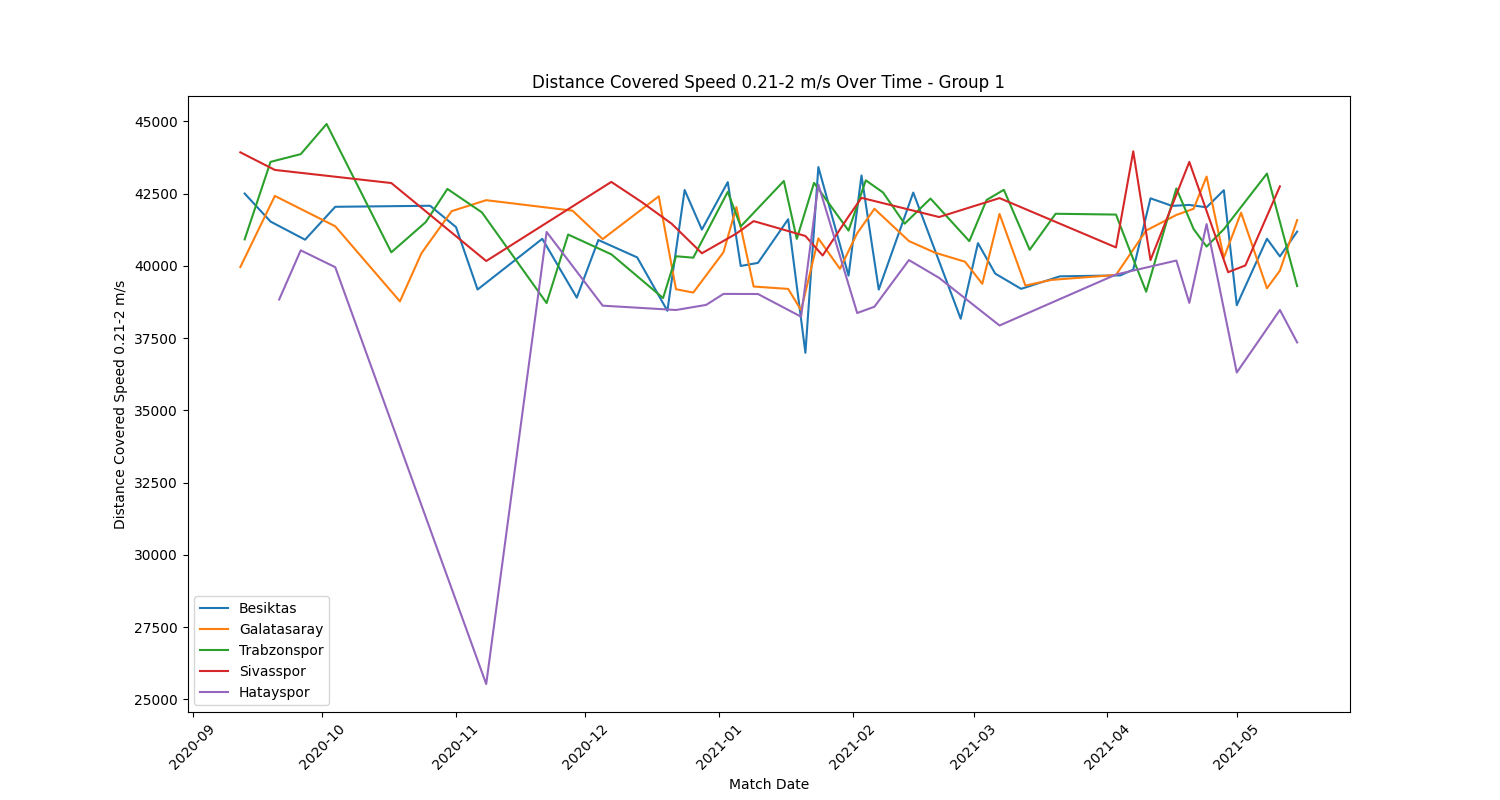 Distance Covered Speed 0.21-2 m/s Over Time - Group 1
Distance Covered Speed 0.21-2 m/s
45000
42500
40000
37500
35000
32500
30000
27500
25000
Besiktas
Galatasaray
Trabzonspor
Sivasspor
Hatayspor
2020-09
2020-10
2020-11
2020-12
2021-01
2021-02
2021-03
2021-04
2021-05
Match Date